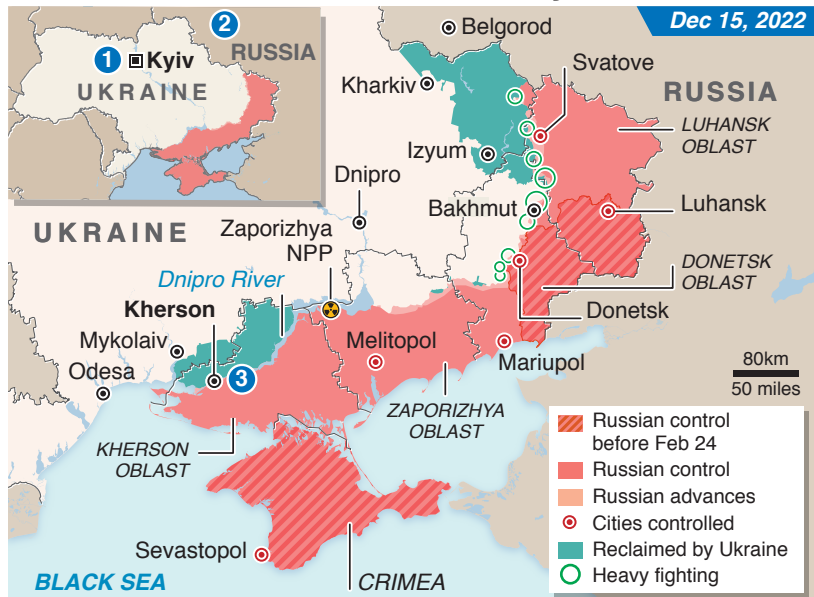 Dec 15, 2022
1
2
Kyiv
RUSSIA
UKRAINE
Belgorod
Svatove
Kharkiv
RUSSIA
LUHANSK
OBLAST
Izyum
Dnipro
Bakhmut
Luhansk
UKRAINE
Zaporizhya
NPP
Dnipro River
DONETSK
OBLAST
Kherson
Donetsk
Mykolaiv
Melitopol
Mariupol
80km
50 miles
Odesa
3
ZAPORIZHYA
OBLAST
KHERSON
OBLAST
Russian control
before Feb 24
Russian control
Russian advances
Cities controlled
Reclaimed by Ukraine
Heavy fighting
Sevastopol
BLACK SEA
CRIMEA